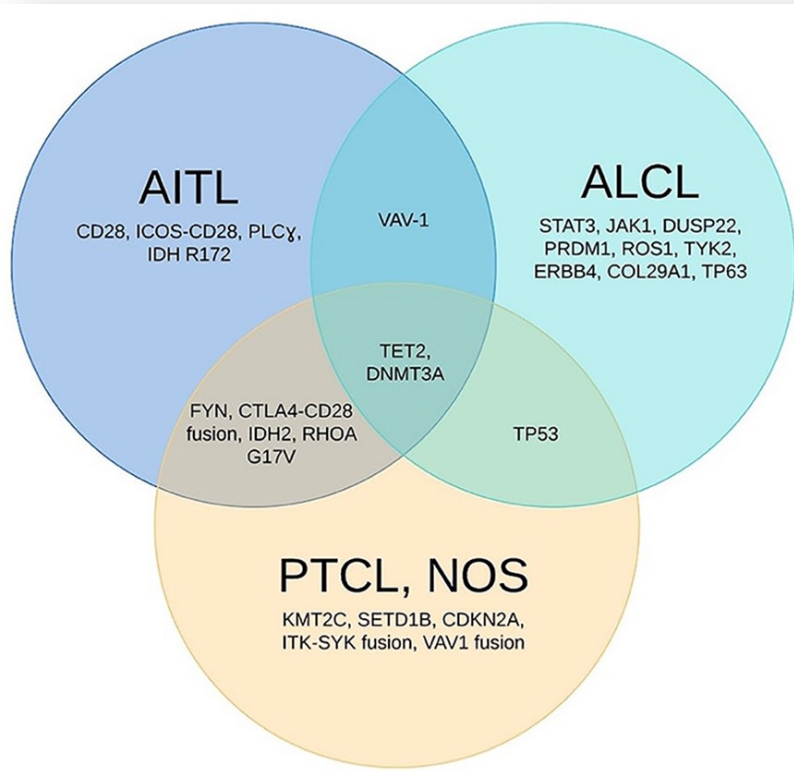 AITL
CD28, ICOS-CD28, PLCɣ,
IDH R172
VAV-1
ALCL
STAT3, JAK1, DUSP22,
PRDM1, ROS1, TYK2,
ERBB4, COL29A1, TP63
TET2,
DNMT3A
FYN, CTLA4-CD28
fusion, IDH2, RHOA
G17V
TP53
PTCL, NOS
KMT2C, SETD1B, CDKN2A,
ITK-SYK fusion, VAV1 fusion